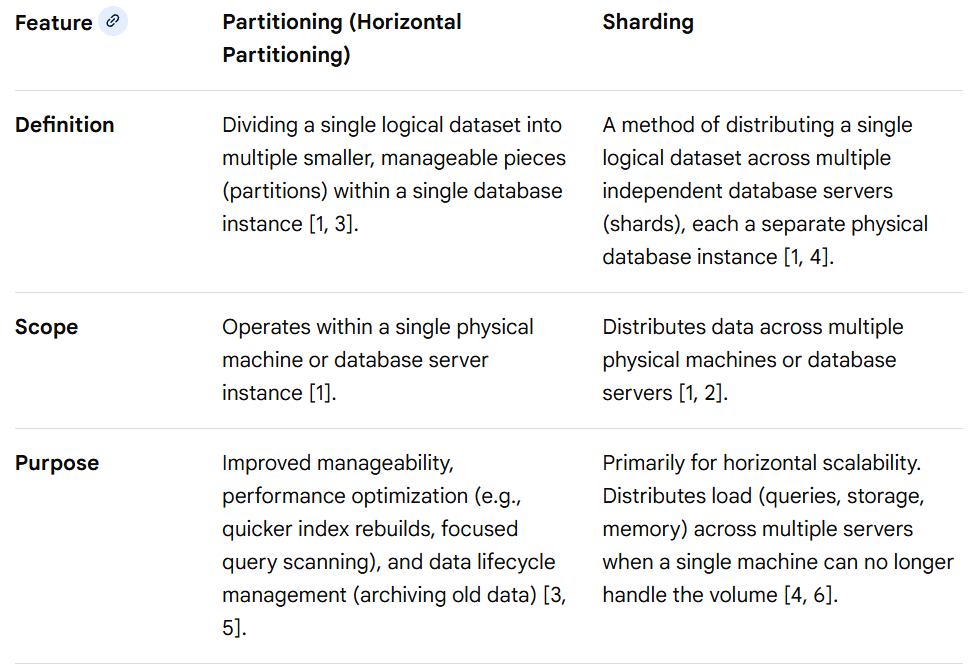 Feature
Partitioning (Horizontal
Partitioning)
Sharding
Definition
Dividing a single logical dataset into
multiple smaller, manageable pieces
(partitions) within a single database
instance [1, 3].
A method of distributing a single
logical dataset across multiple
independent database servers
(shards), each a separate physical
database instance [1, 4].
Scope
Operates within a single physical
machine or database server
instance [1].
Distributes data across multiple
physical machines or database
servers [1, 2].
Purpose
Improved manageability,
performance optimization (e.g.,
quicker index rebuilds, focused
query scanning), and data lifecycle
management (archiving old data) [3,
5].
Primarily for horizontal scalability.
Distributes load (queries, storage,
memory) across multiple servers
when a single machine can no longer
handle the volume [4, 6].